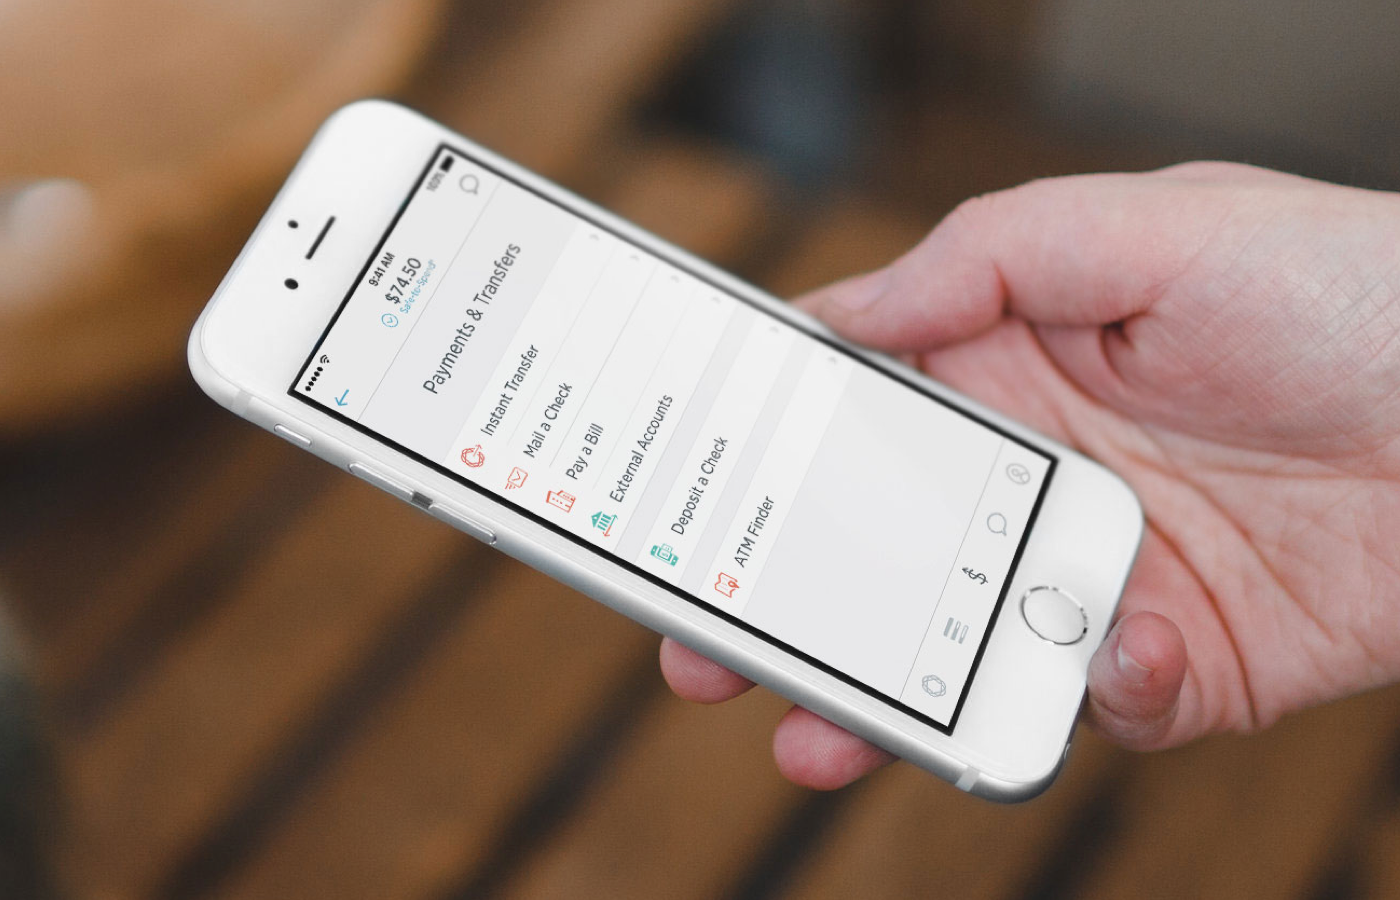 9:41 AM
100%
$74.50
Safe-to-Spend®
Payments & Transfers
Instant Transfer
Mail a Check
Pay a Bill
External Accounts
Deposit a Check
ATM Finder